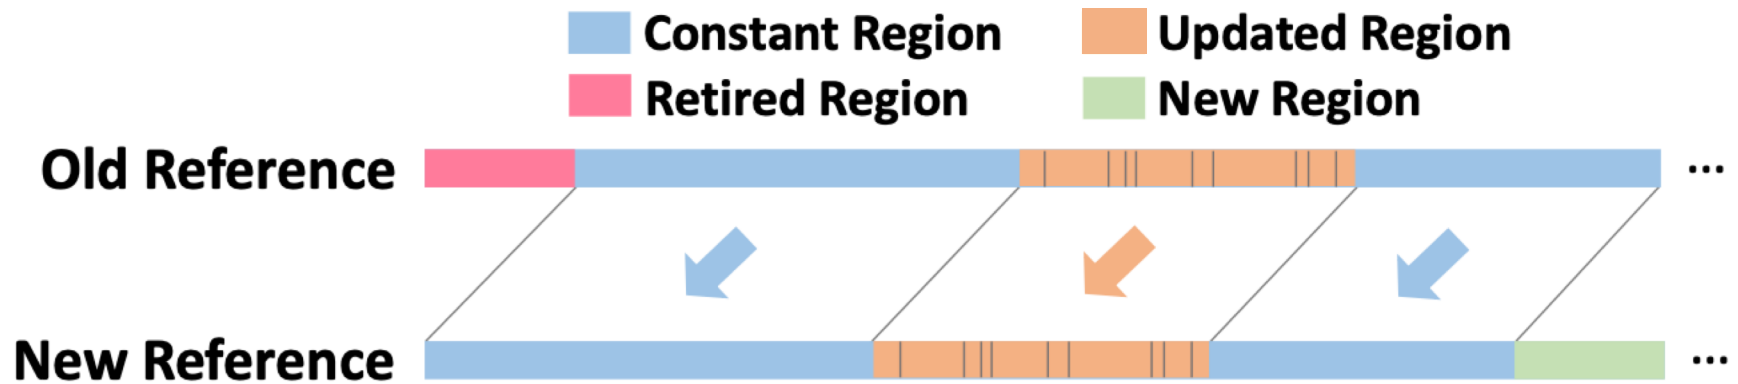 Constant Region
Updated Region
Retired Region
New Region
Old Reference
...
New Reference
...